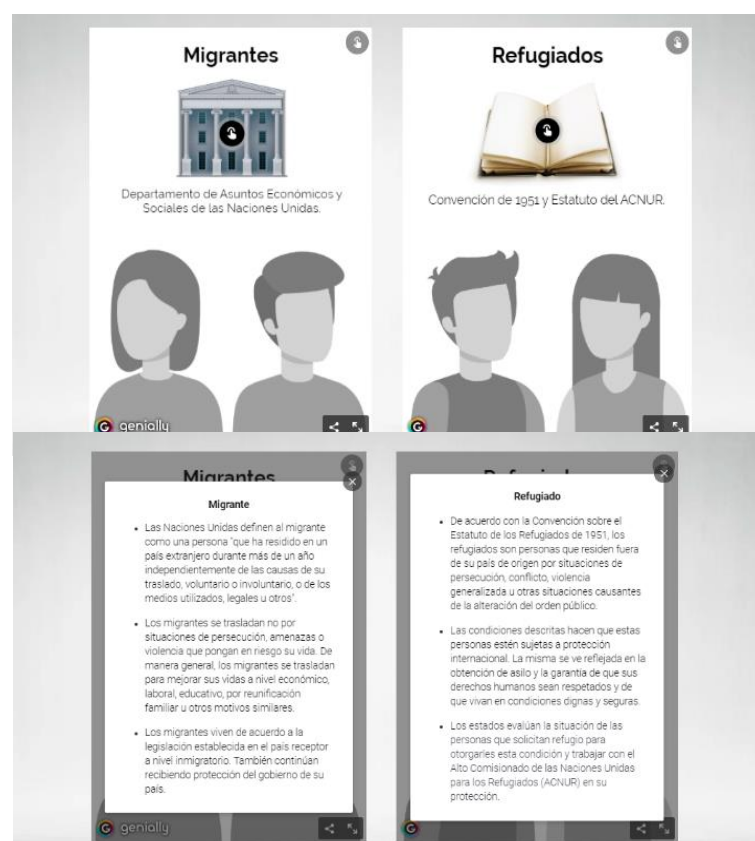 Migrantes
Departamento de Asuntos Económicos y
Sociales de las Naciones Unidas.
genially
Refugiados
Convención de 1951 y Estatuto del ACNUR.
Migrantes
Migrante
• Las Naciones Unidas definen al migrante
como una persona "que ha residido en un
país extranjero durante más de un año
independientemente de las causas de su
traslado, voluntario o involuntario, o de los
medios utilizados, legales u otros".
• Los migrantes se trasladan no por
situaciones de persecución, amenazas o
violencia que pongan en riesgo su vida. De
manera general, los migrantes se trasladan
para mejorar sus vidas a nivel económico,
laboral, educativo, por reunificación
familiar u otros motivos similares.
• Los migrantes viven de acuerdo a la
legislación establecida en el país receptor
a nivel inmigratorio. También continúan
recibiendo protección del gobierno de su
país.
genially
Refugiado
• De acuerdo con la Convención sobre el
Estatuto de los Refugiados de 1951, los
refugiados son personas que residen fuera
de su país de origen por situaciones de
persecución, conflicto, violencia
generalizada u otras situaciones causantes
de la alteración del orden público.
• Las condiciones descritas hacen que estas
personas estén sujetas a protección
internacional. La misma se ve reflejada en la
obtención de asilo y la garantía de que sus
derechos humanos sean respetados y de
que vivan en condiciones dignas y seguras.
• Los estados evalúan la situación de las
personas que solicitan refugio para
otorgarles esta condición y trabajar con el
Alto Comisionado de las Naciones Unidas
para los Refugiados (ACNUR) en su
protección.